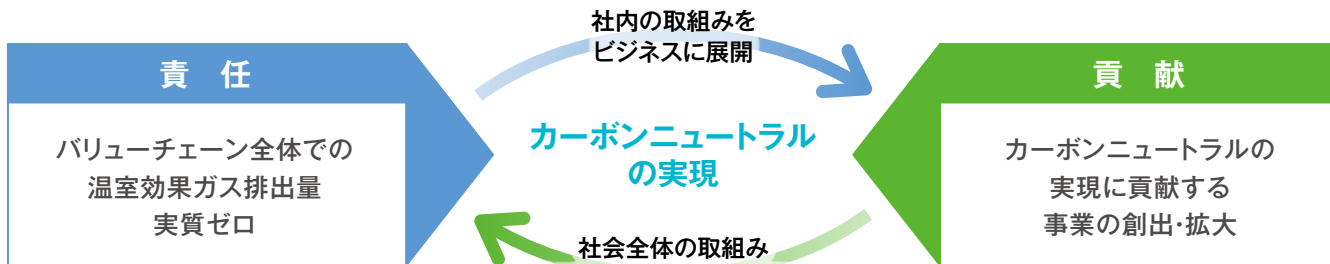 社内の取組みを
ビジネスに展開
責 任
バリューチェーン全体での
温室効果ガス排出量
実質ゼロ
カーボンニュートラル
の実現
貢 献
カーボンニュートラルの
実現に貢献する
事業の創出・拡大
社会全体の取組み